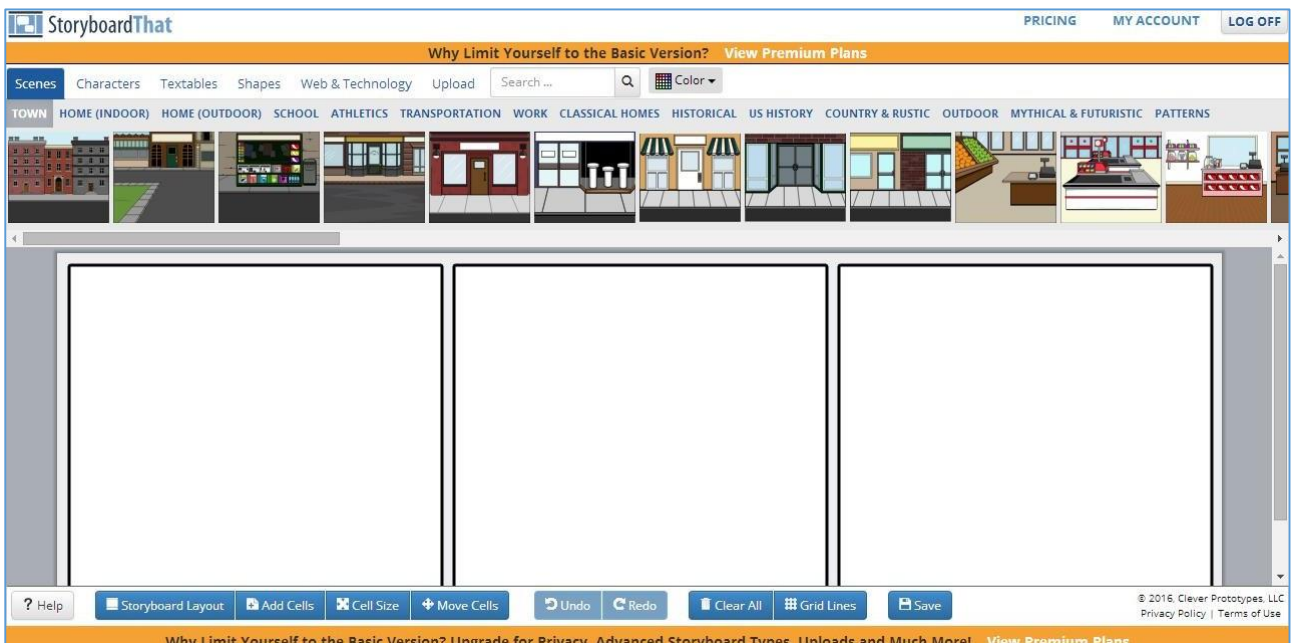 StoryboardThat
PRICING MY ACCOUNT LOG OFF
Why Limit Yourself to the Basic Version? View Premium Plans
Scenes Characters Textables Shapes Web & Technology Upload Search ... Color
TOWN HOME (INDOOR) HOME (OUTDOOR) SCHOOL ATHLETICS TRANSPORTATION WORK CLASSICAL HOMES HISTORICAL US HISTORY COUNTRY & RUSTIC OUTDOOR MYTHICAL & FUTURISTIC PATTERNS
? Help Storyboard Layout Add Cells Cell Size Move Cells Undo Redo Clear All Grid Lines Save
© 2016, Clever Prototypes, LLC
Privacy Policy | Terms of Use
Why Limit Yourself to the Basic Version? Upgrade for Privacy, Advanced Storyboard Types, Uploads and Much More! View Premium Plans